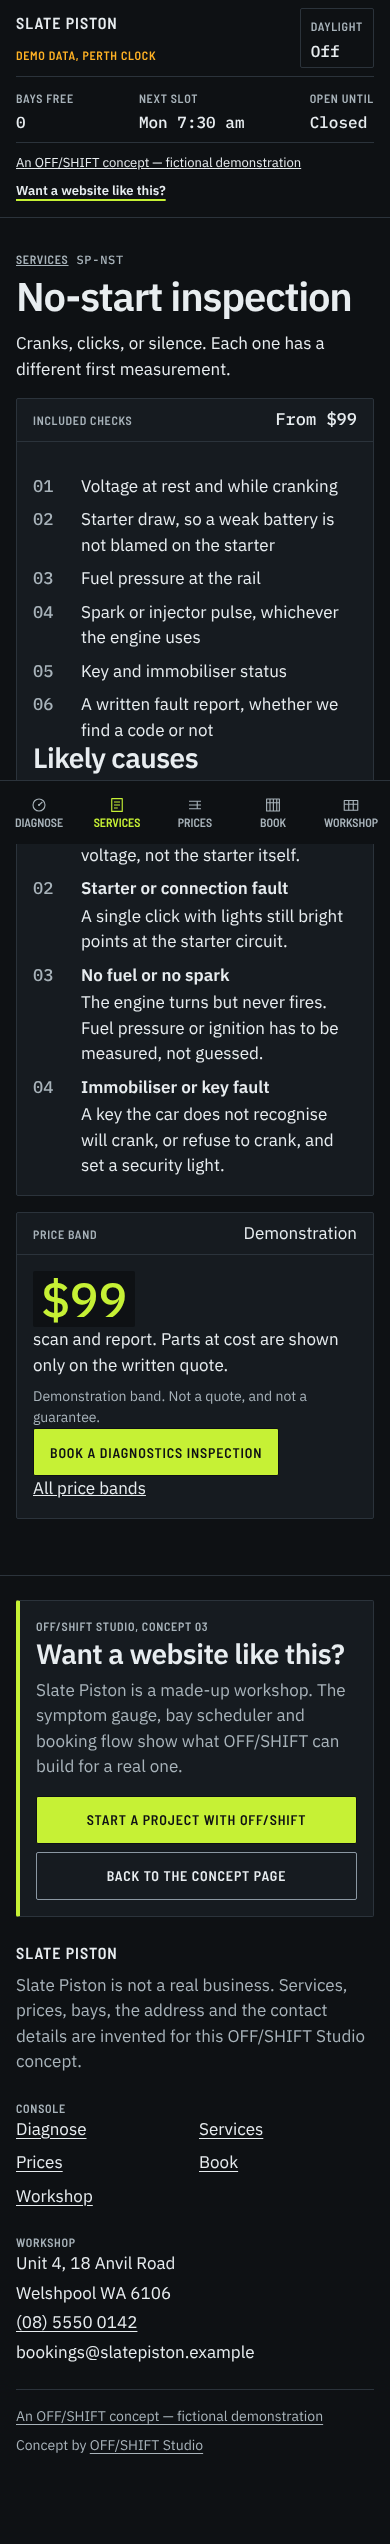 SLATE PISTON
DEMO DATA, PERTH CLOCK
DAYLIGHT
Off
BAYS FREE
0
NEXT SLOT
Mon 7:30 am
OPEN UNTIL
Closed
An OFF/SHIFT concept — fictional demonstration
Want a website like this?
SERVICES SP-NST
No-start inspection
Cranks, clicks, or silence. Each one has a
different first measurement.
INCLUDED CHECKS
From $99
01 Voltage at rest and while cranking
02 Starter draw, so a weak battery is
not blamed on the starter
03 Fuel pressure at the rail
04 Spark or injector pulse, whichever
the engine uses
05 Key and immobiliser status
06 A written fault report, whether we
find a code or not
Likely causes
DIAGNOSE
SERVICES
PRICES
BOOK
WORKSHOP
voltage, not the starter itself.
02 Starter or connection fault
A single click with lights still bright
points at the starter circuit.
03 No fuel or no spark
The engine turns but never fires.
Fuel pressure or ignition has to be
measured, not guessed.
04 Immobiliser or key fault
A key the car does not recognise
will crank, or refuse to crank, and
set a security light.
PRICE BAND
Demonstration
$99
scan and report. Parts at cost are shown
only on the written quote.
Demonstration band. Not a quote, and not a
guarantee.
BOOK A DIAGNOSTICS INSPECTION
All price bands
OFF/SHIFT STUDIO, CONCEPT 03
Want a website like this?
Slate Piston is a made-up workshop. The
symptom gauge, bay scheduler and
booking flow show what OFF/SHIFT can
build for a real one.
START A PROJECT WITH OFF/SHIFT
BACK TO THE CONCEPT PAGE
SLATE PISTON
Slate Piston is not a real business. Services,
prices, bays, the address and the contact
details are invented for this OFF/SHIFT Studio
concept.
CONSOLE
Diagnose
Services
Prices
Book
Workshop
WORKSHOP
Unit 4, 18 Anvil Road
Welshpool WA 6106
(08) 5550 0142
bookings@slatepiston.example
An OFF/SHIFT concept — fictional demonstration
Concept by OFF/SHIFT Studio